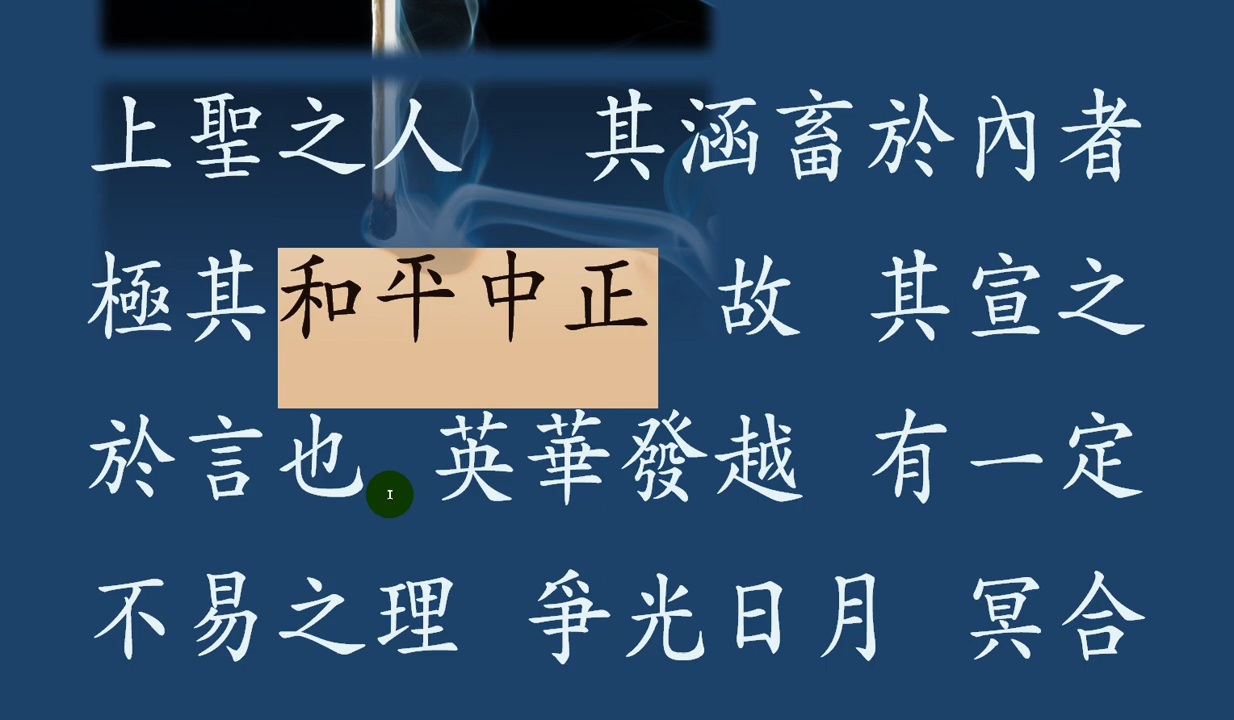 上聖之人 其涵畜於內者
極其和平中正 故 其宣之
於言也 英華發越 有一定
不易之理 爭光日月 冥合